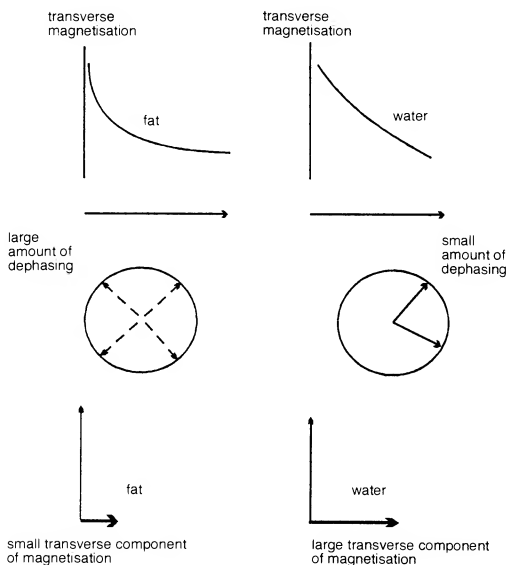 transverse
magnetisation
transverse
magnetisation
fat
water
large
amount of
dephasing
small
amount of
dephasing
fat
water
small transverse component
of magnetisation
large transverse component
of magnetisation